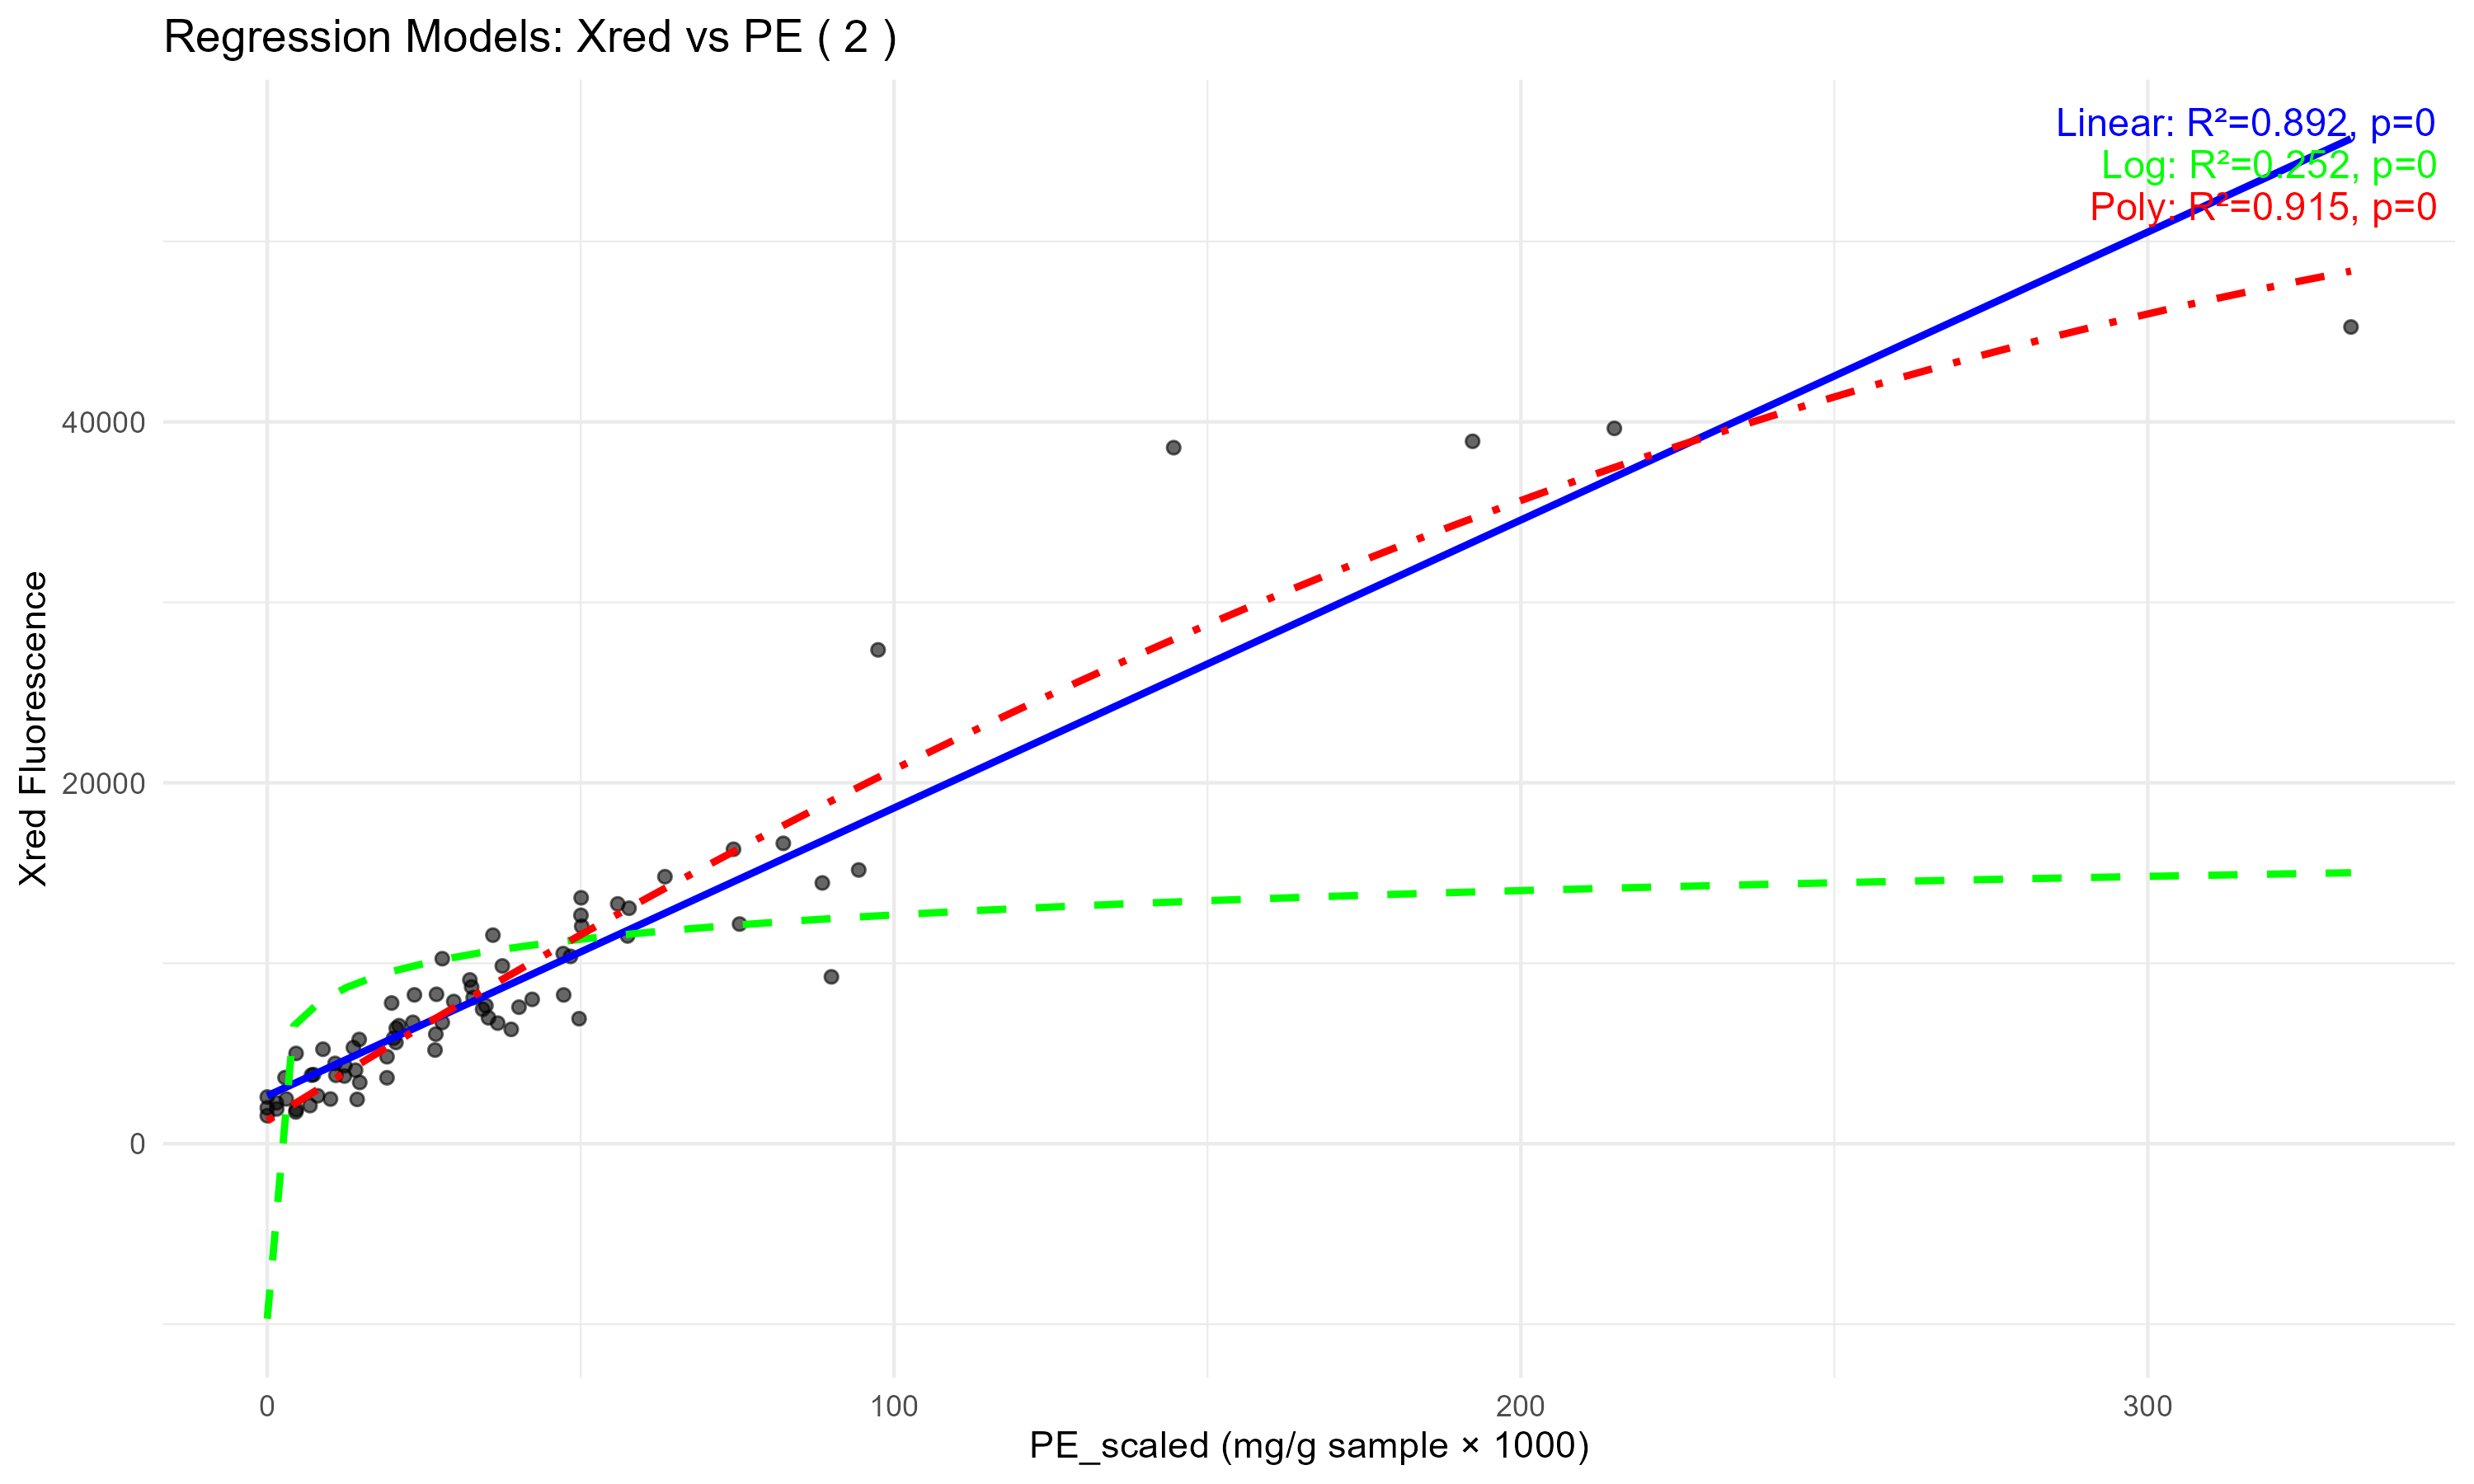 Regression Models: Xred vs PE ( 2 )
Linear: R²=0.892, p=0
Log: R²=0.252, p=0
Poly: R²=0.915, p=0
Xred Fluorescence
40000
20000
0
0 100 200 300
PE_scaled (mg/g sample × 1000)